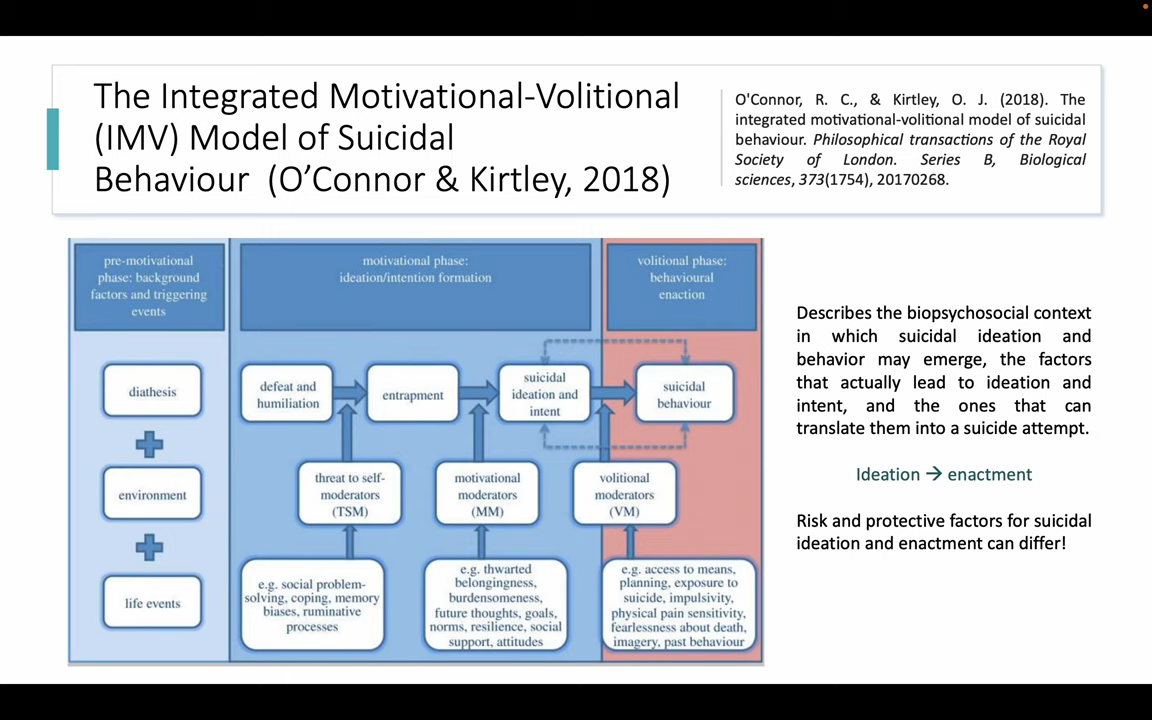 The Integrated Motivational-Volitional
(IMV) Model of Suicidal
Behaviour (O’Connor & Kirtley, 2018)
O'Connor, R. C., & Kirtley, O. J. (2018). The
integrated motivational-volitional model of suicidal
behaviour. Philosophical transactions of the Royal
Society of London. Series B, Biological
sciences, 373(1754), 20170268.
pre-motivational
phase: background
factors and triggering
events
motivational phase:
ideation/intention formation
volitional phase:
behavioural
enaction
diathesis
environment
life events
defeat and
humiliation
entrapment
suicidal
ideation and
intent
suicidal
behaviour
threat to self-
moderators
(TSM)
motivational
moderators
(MM)
volitional
moderators
(VM)
e.g. social problem-
solving, coping, memory
biases, ruminative
processes
e.g. thwarted
belongingness,
burdensomeness,
future thoughts, goals,
norms, resilience, social
support, attitudes
e.g. access to means,
planning, exposure to
suicide, impulsivity,
physical pain sensitivity,
fearlessness about death,
imagery, past behaviour
Describes the biopsychosocial context
in which suicidal ideation and
behavior may emerge, the factors
that actually lead to ideation and
intent, and the ones that can
translate them into a suicide attempt.
Ideation → enactment
Risk and protective factors for suicidal
ideation and enactment can differ!